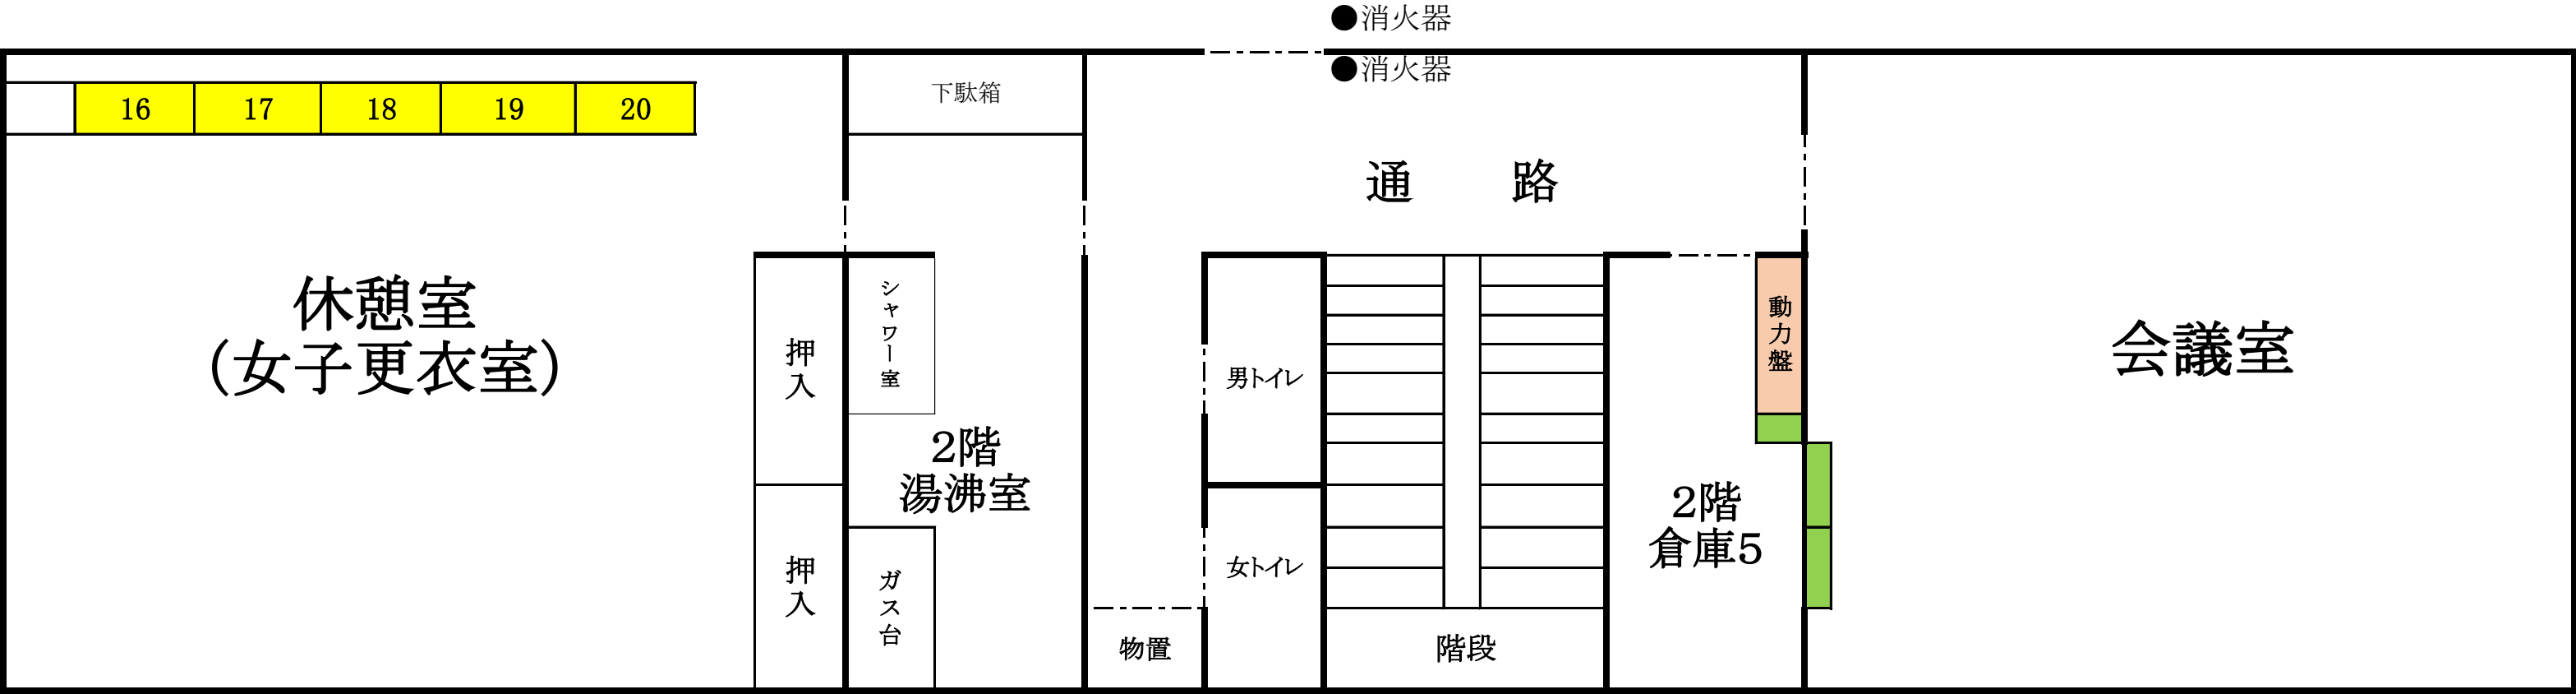 ●消火器
●消火器
16 17 18 19 20
下駄箱
通　路
休憩室
（女子更衣室）
押入
シャワー室
2階
湯沸室
押入
ガス台
物置
男トイレ
女トイレ
階段
2階
倉庫5
動力盤
会議室